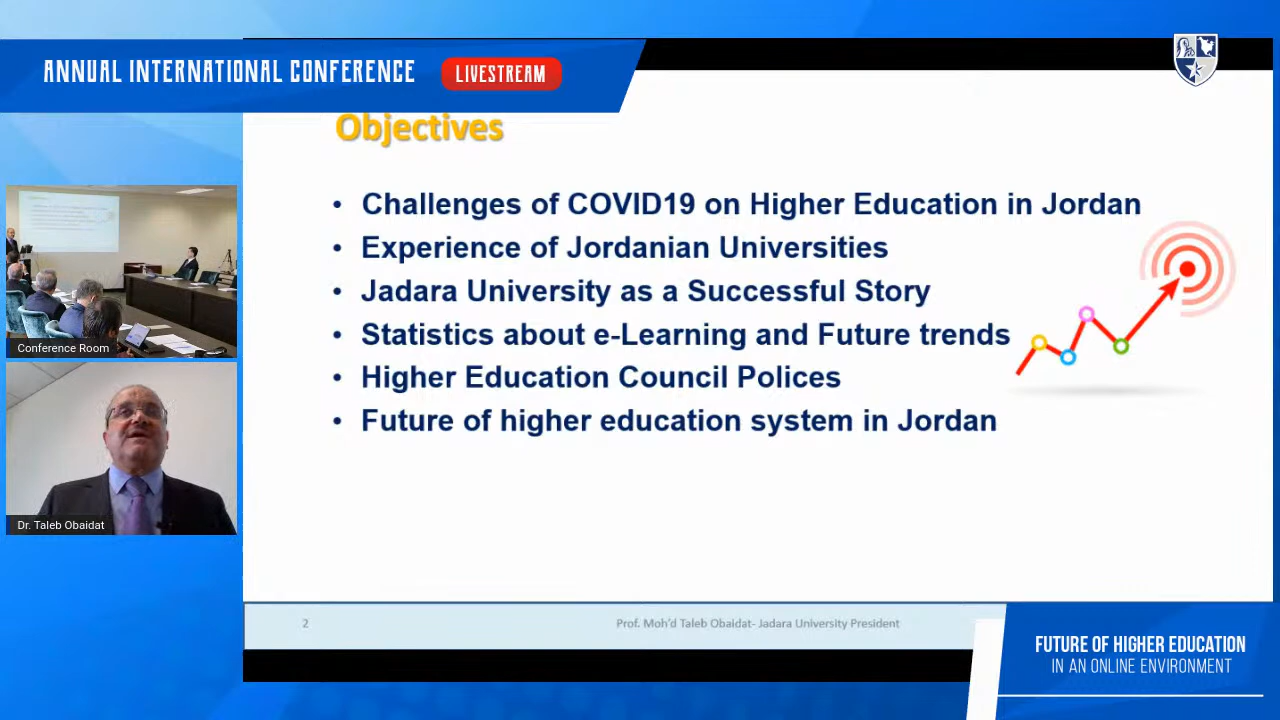 ANNUAL INTERNATIONAL CONFERENCE
LIVESTREAM
Objectives
• Challenges of COVID19 on Higher Education in Jordan
• Experience of Jordanian Universities
• Jadara University as a Successful Story
• Statistics about e-Learning and Future trends
• Higher Education Council Polices
• Future of higher education system in Jordan
Conference Room
Dr. Taleb Obaidat
2
Prof. Moh'd Taleb Obaidat- Jadara University President
FUTURE OF HIGHER EDUCATION
IN AN ONLINE ENVIRONMENT